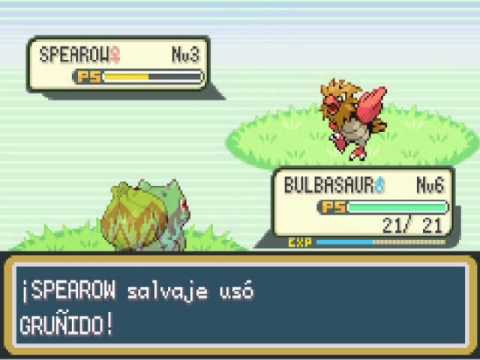 SPEAROW♀ Nv3
PS
BULBASAUR♂ Nv6
PS
21/ 21
EXP
¡SPEAROW salvaje usó
GRUÑIDO!